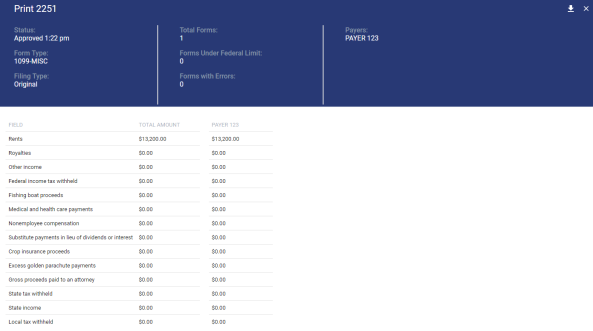 Print 2251
Status:
Approved 1:22 pm
Form Type:
1099-MISC
Filing Type:
Original
Total Forms:
1
Forms Under Federal Limit:
0
Forms with Errors:
0
Payers:
PAYER 123
FIELD TOTAL AMOUNT PAYER 123
Rents $13,200.00 $13,200.00
Royalties $0.00 $0.00
Other income $0.00 $0.00
Federal income tax withheld $0.00 $0.00
Fishing boat proceeds $0.00 $0.00
Medical and health care payments $0.00 $0.00
Nonemployee compensation $0.00 $0.00
Substitute payments in lieu of dividends or interest $0.00 $0.00
Crop insurance proceeds $0.00 $0.00
Excess golden parachute payments $0.00 $0.00
Gross proceeds paid to an attorney $0.00 $0.00
State tax withheld $0.00 $0.00
State income $0.00 $0.00
Local tax withheld $0.00 $0.00